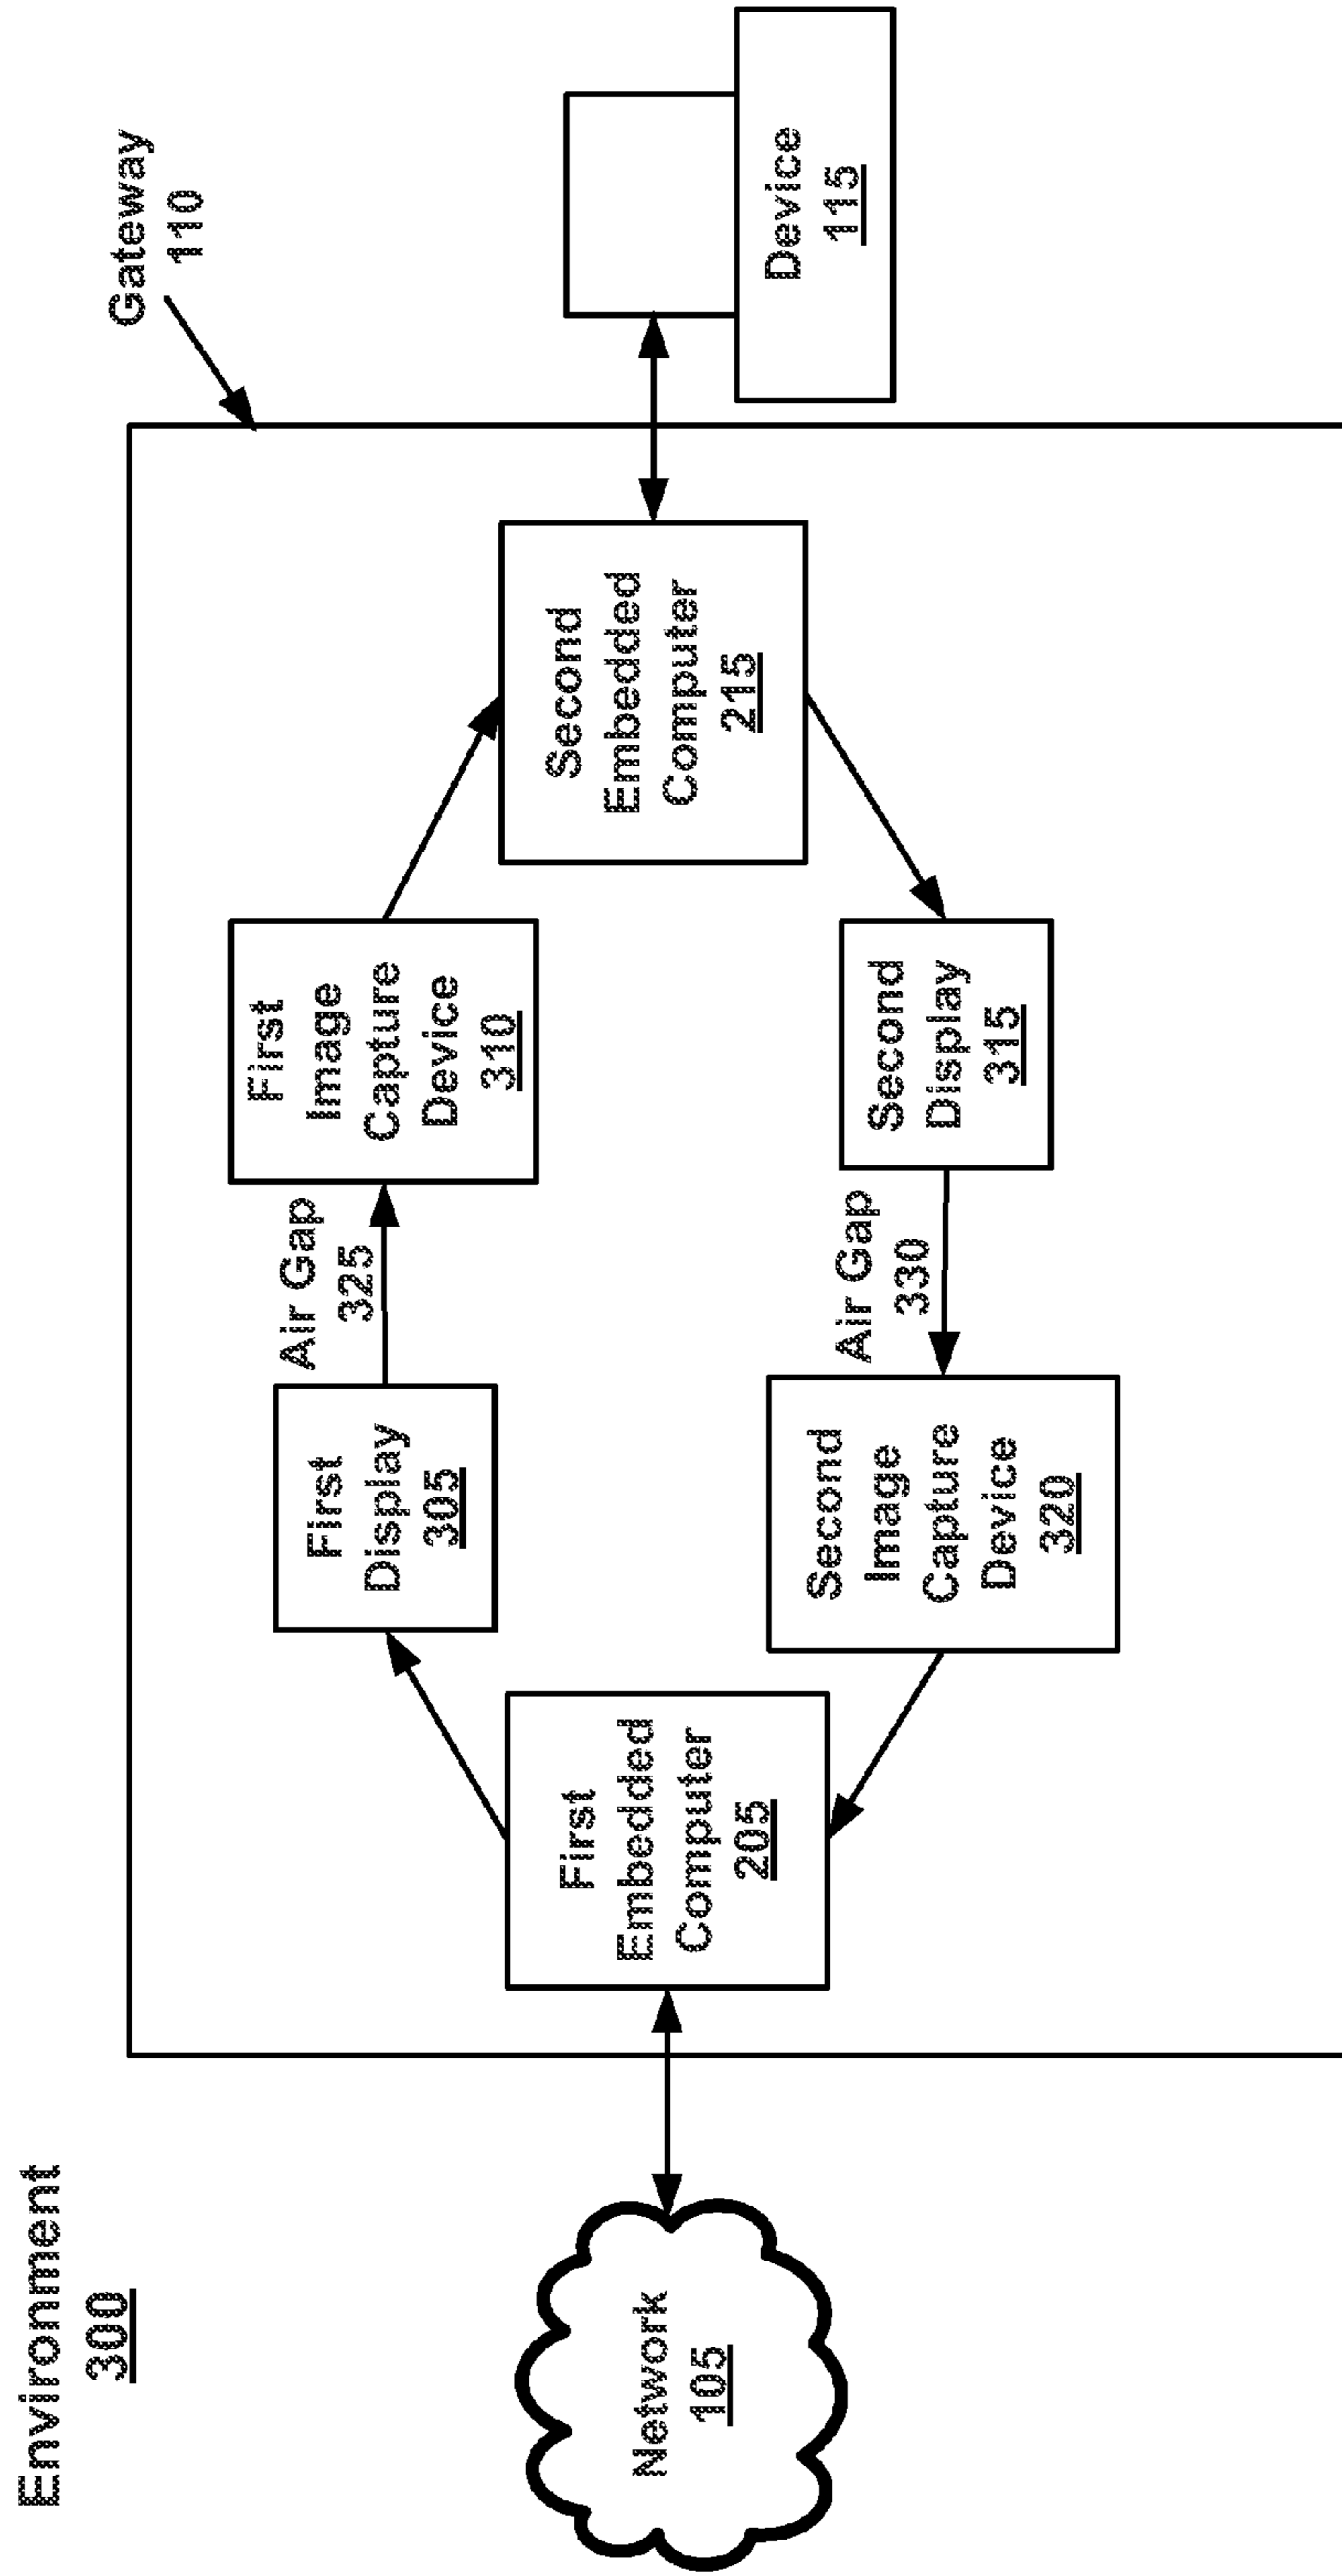 Environment
300
Gateway
110
Network
105
First
Embedded
Computer
205
First
Display
305
Air Gap
325
First
Image
Capture
Device
310
Second
Embedded
Computer
215
Second
Display
315
Air Gap
330
Second
Image
Capture
Device
320
Device
115